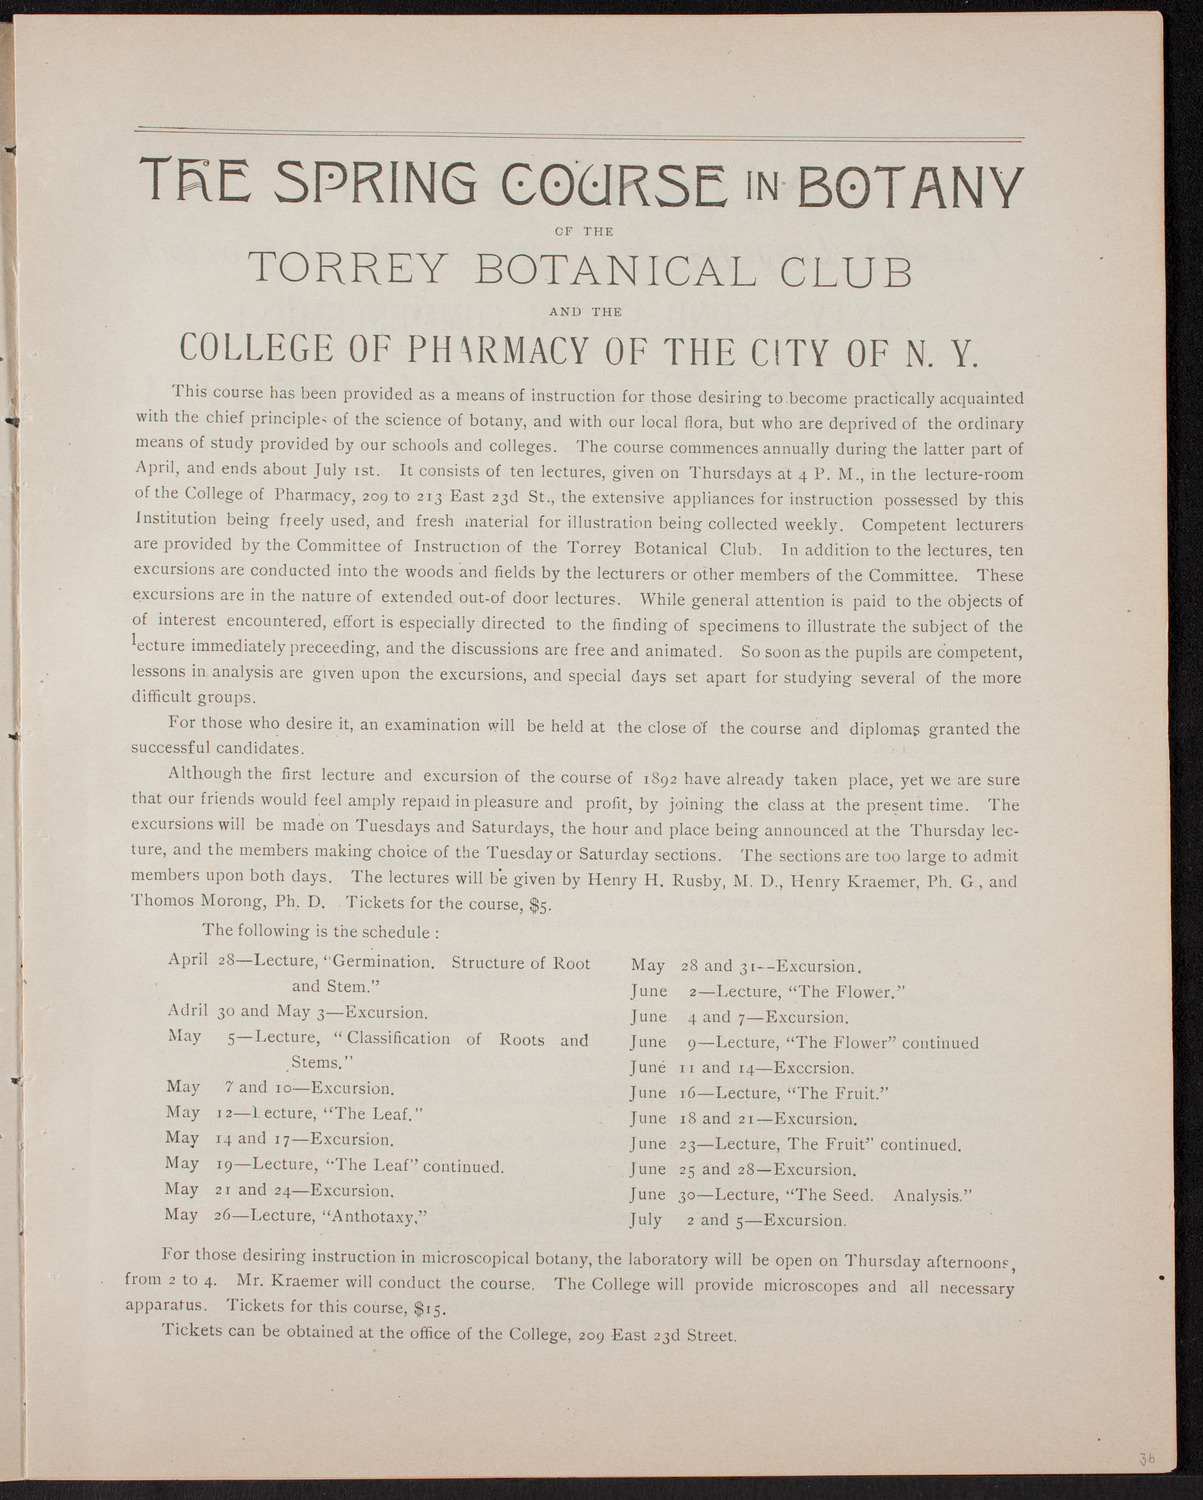 THE SPRING COURSE IN BOTANY
OF THE
TORREY BOTANICAL CLUB
AND THE
COLLEGE OF PHARMACY OF THE CITY OF N. Y.
This course has been provided as a means of instruction for those desiring to become practically acquainted
with the chief principles of the science of botany, and with our local flora, but who are deprived of the ordinary
means of study provided by our schools and colleges. The course commences annually during the latter part of
April, and ends about July 1st. It consists of ten lectures, given on Thursdays at 4 P. M., in the lecture-room
of the College of Pharmacy, 209 to 213 East 23d St., the extensive appliances for instruction possessed by this
Institution being freely used, and fresh material for illustration being collected weekly. Competent lecturers
are provided by the Committee of Instruction of the Torrey Botanical Club. In addition to the lectures, ten
excursions are conducted into the woods and fields by the lecturers or other members of the Committee. These
excursions are in the nature of extended out-of door lectures. While general attention is paid to the objects of
of interest encountered, effort is especially directed to the finding of specimens to illustrate the subject of the
lecture immediately preceeding, and the discussions are free and animated. So soon as the pupils are competent,
lessons in analysis are given upon the excursions, and special days set apart for studying several of the more
difficult groups.
For those who desire it, an examination will be held at the close of the course and diplomas granted the
successful candidates.
Although the first lecture and excursion of the course of 1892 have already taken place, yet we are sure
that our friends would feel amply repaid in pleasure and profit, by joining the class at the present time. The
excursions will be made on Tuesdays and Saturdays, the hour and place being announced at the Thursday lec-
ture, and the members making choice of the Tuesday or Saturday sections. The sections are too large to admit
members upon both days. The lectures will be given by Henry H. Rusby, M. D., Henry Kraemer, Ph. G., and
Thomos Morong, Ph. D. Tickets for the course, $5.
The following is the schedule :
April 28—Lecture, "Germination. Structure of Root
and Stem."
Adril 30 and May 3—Excursion.
May 5—Lecture, "Classification of Roots and
Stems."
May 7 and 10—Excursion.
May 12—Lecture, "The Leaf."
May 14 and 17—Excursion.
May 19—Lecture, "The Leaf" continued.
May 21 and 24—Excursion.
May 26—Lecture, "Anthotaxy."
May 28 and 31--Excursion.
June 2—Lecture, "The Flower."
June 4 and 7—Excursion.
June 9—Lecture, "The Flower" continued
June 11 and 14—Exccrsion.
June 16—Lecture, "The Fruit."
June 18 and 21—Excursion.
June 23—Lecture, The Fruit" continued.
June 25 and 28—Excursion.
June 30—Lecture, "The Seed. Analysis."
July 2 and 5—Excursion.
For those desiring instruction in microscopical botany, the laboratory will be open on Thursday afternoons,
from 2 to 4. Mr. Kraemer will conduct the course. The College will provide microscopes and all necessary
apparatus. Tickets for this course, $15.
Tickets can be obtained at the office of the College, 209 East 23d Street.
36